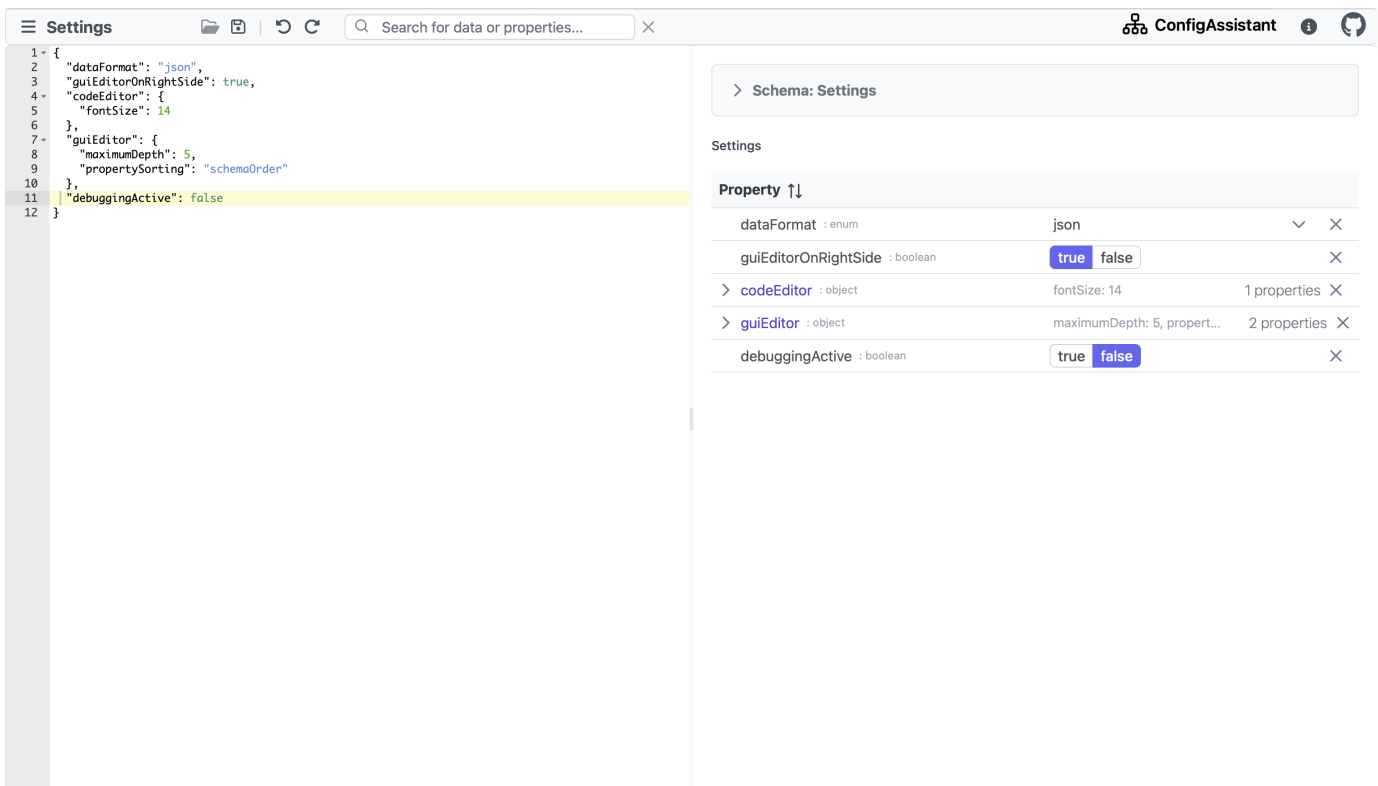 Settings
Search for data or properties...
ConfigAssistant
1 {
2 "dataFormat": "json",
3 "guiEditorOnRightSide": true,
4 "codeEditor": {
5 "fontSize": 14
6 },
7 "guiEditor": {
8 "maximumDepth": 5,
9 "propertySorting": "schemaOrder"
10 },
11 "debuggingActive": false
12 }
Schema: Settings
Settings
Property
dataFormat : enum json
guiEditorOnRightSide : boolean true false
codeEditor : object fontSize: 14 1 properties
guiEditor : object maximumDepth: 5, propert... 2 properties
debuggingActive : boolean true false